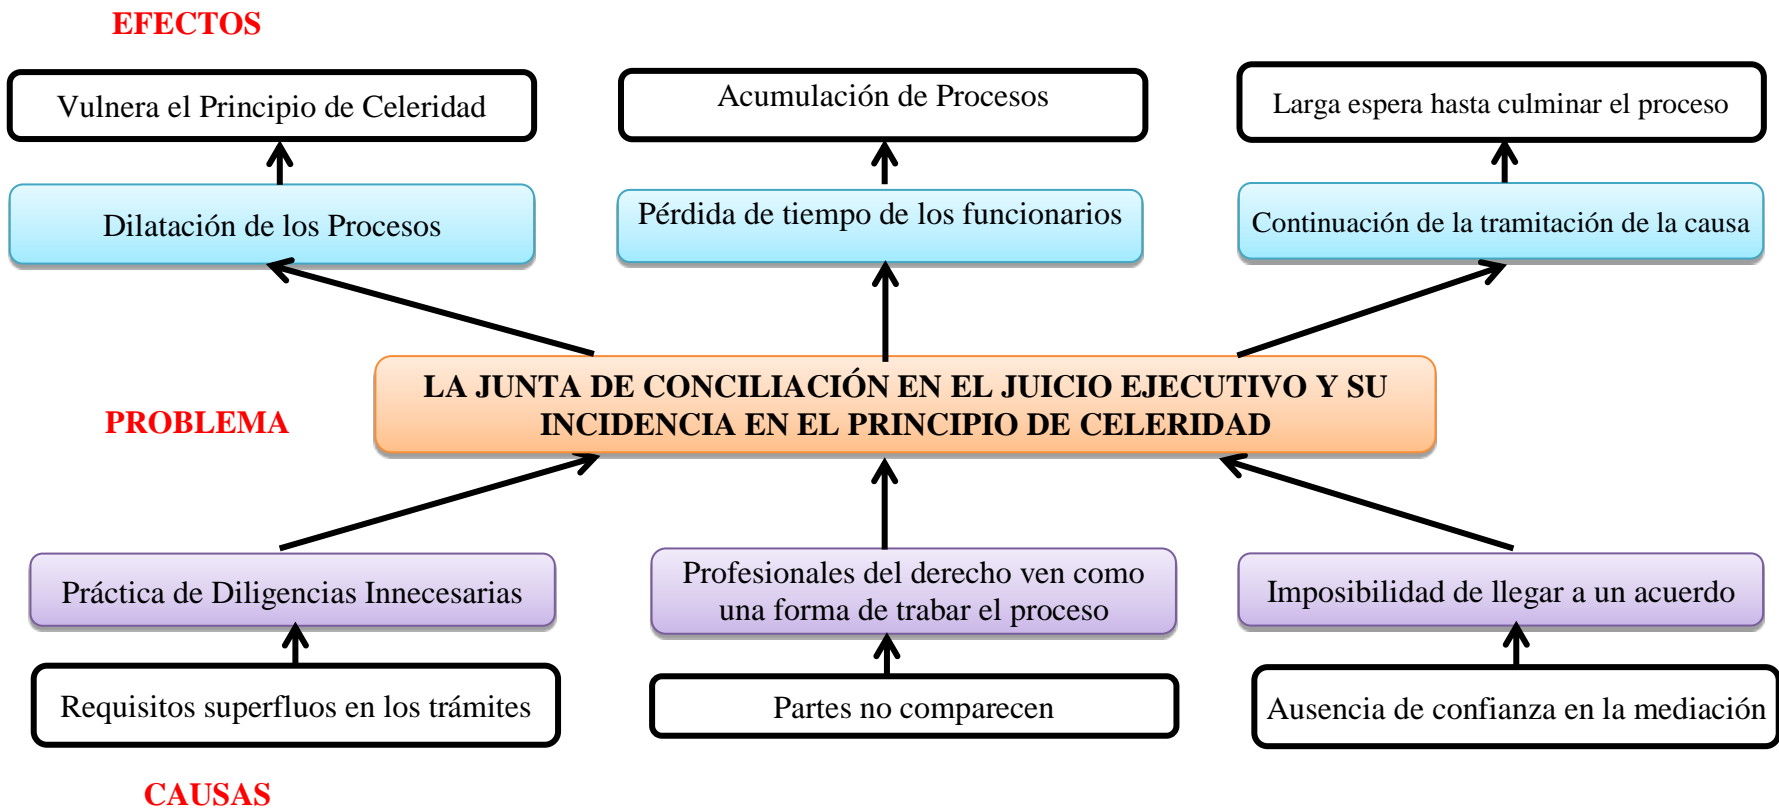 EFECTOS
Vulnera el Principio de Celeridad
Acumulación de Procesos
Larga espera hasta culminar el proceso
Dilatación de los Procesos
Pérdida de tiempo de los funcionarios
Continuación de la tramitación de la causa
PROBLEMA
LA JUNTA DE CONCILIACIÓN EN EL JUICIO EJECUTIVO Y SU
INCIDENCIA EN EL PRINCIPIO DE CELERIDAD
Práctica de Diligencias Innecesarias
Profesionales del derecho ven como
una forma de trabar el proceso
Imposibilidad de llegar a un acuerdo
Requisitos superfluos en los trámites
Partes no comparecen
Ausencia de confianza en la mediación
CAUSAS